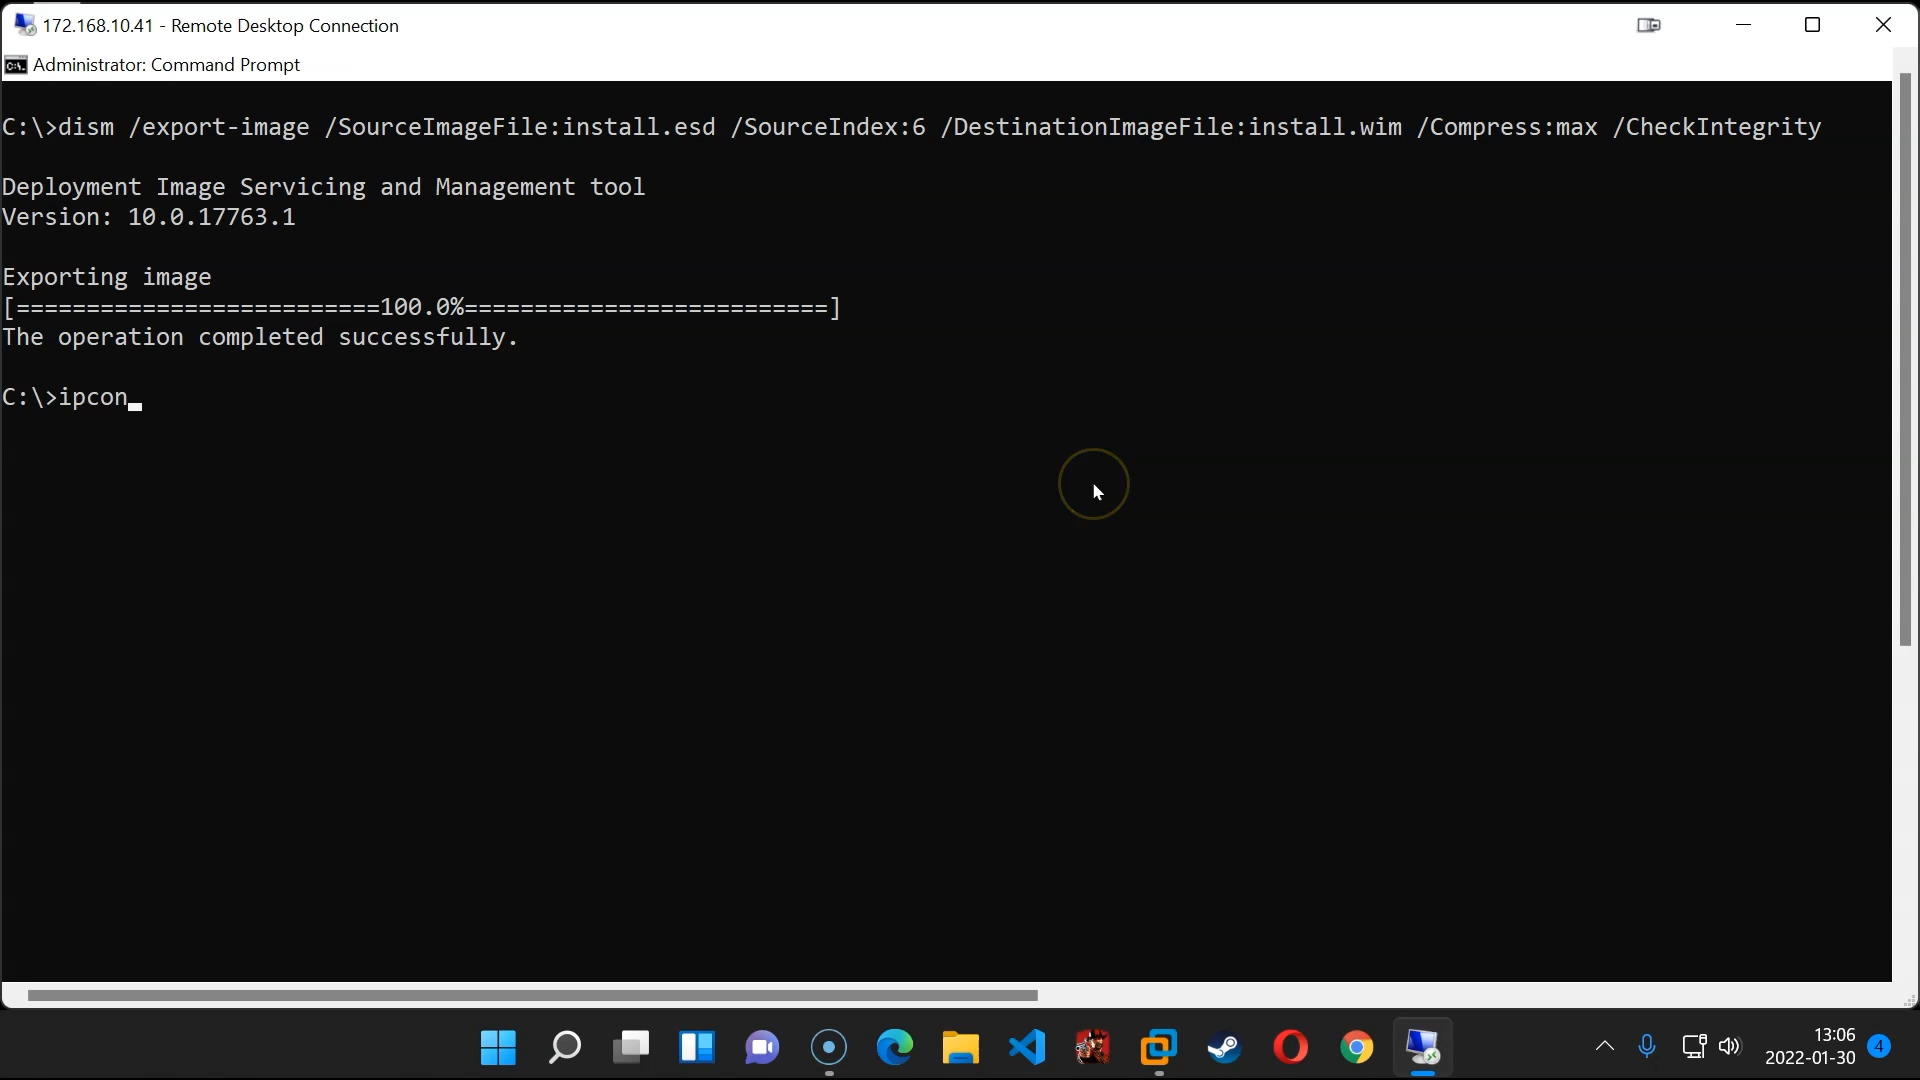 172.168.10.41 - Remote Desktop Connection
Administrator: Command Prompt
C:\>dism /export-image /SourceImageFile:install.esd /SourceIndex:6 /DestinationImageFile:install.wim /Compress:max /CheckIntegrity
Deployment Image Servicing and Management tool
Version: 10.0.17763.1
Exporting image
[==========================100.0%==========================]
The operation completed successfully.
C:\>ipcon_
13:06
2022-01-30
4